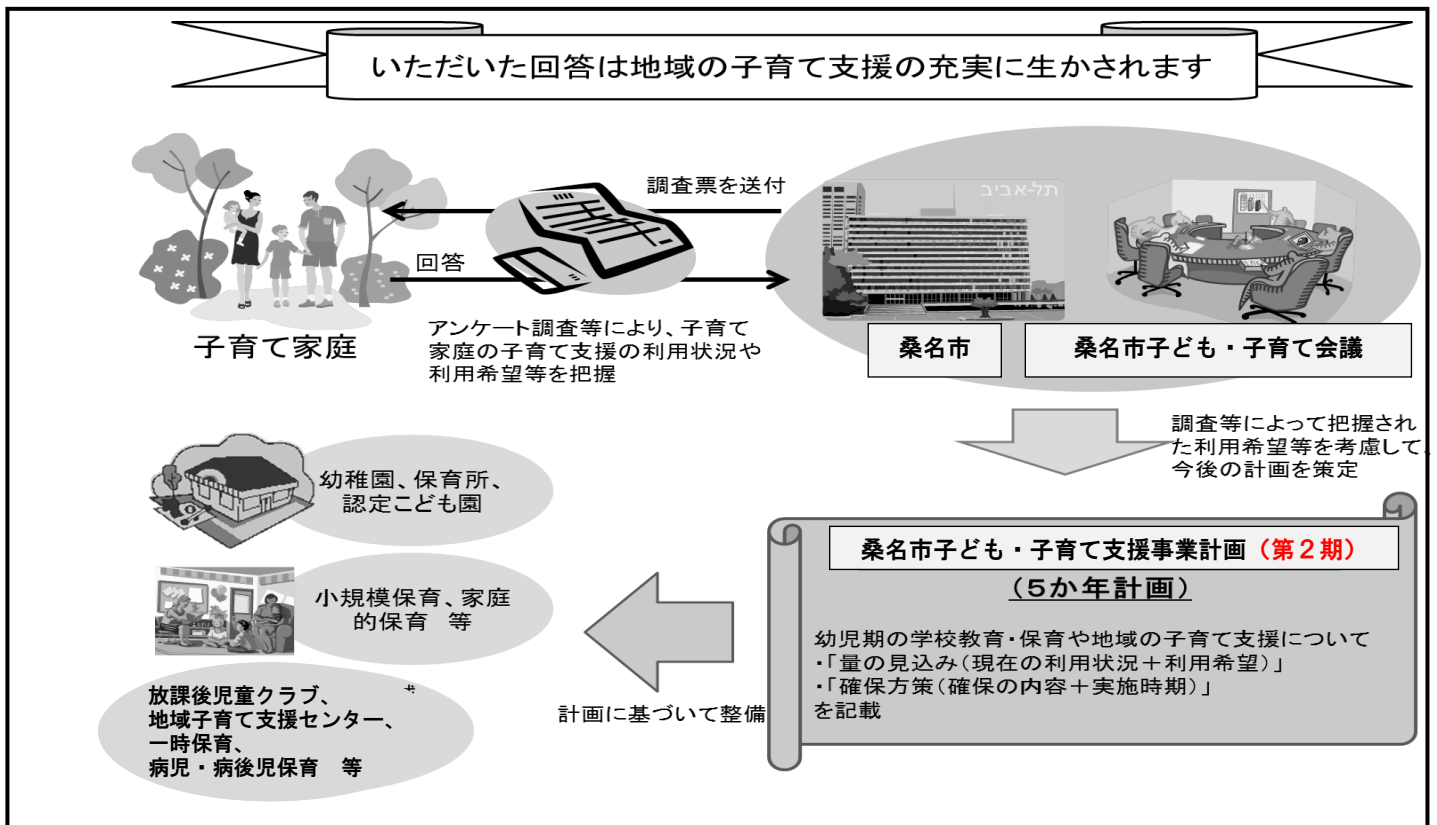 いただいた回答は地域の子育て支援の充実に生かされます
調査票を送付
回答
תל-אביב
子育て家庭
アンケート調査等により、子育て
家庭の子育て支援の利用状況や
利用希望等を把握
桑名市
桑名市子ども・子育て会議
調査等によって把握され
た利用希望等を考慮して、
今後の計画を策定
幼稚園、保育所、
認定こども園
小規模保育、家庭
的保育 等
放課後児童クラブ、
地域子育て支援センター、
一時保育、
病児・病後児保育 等
計画に基づいて整備
桑名市子ども・子育て支援事業計画（第２期）
(５か年計画)
幼児期の学校教育・保育や地域の子育て支援について
・「量の見込み(現在の利用状況＋利用希望)」
・「確保方策(確保の内容＋実施時期)」
を記載